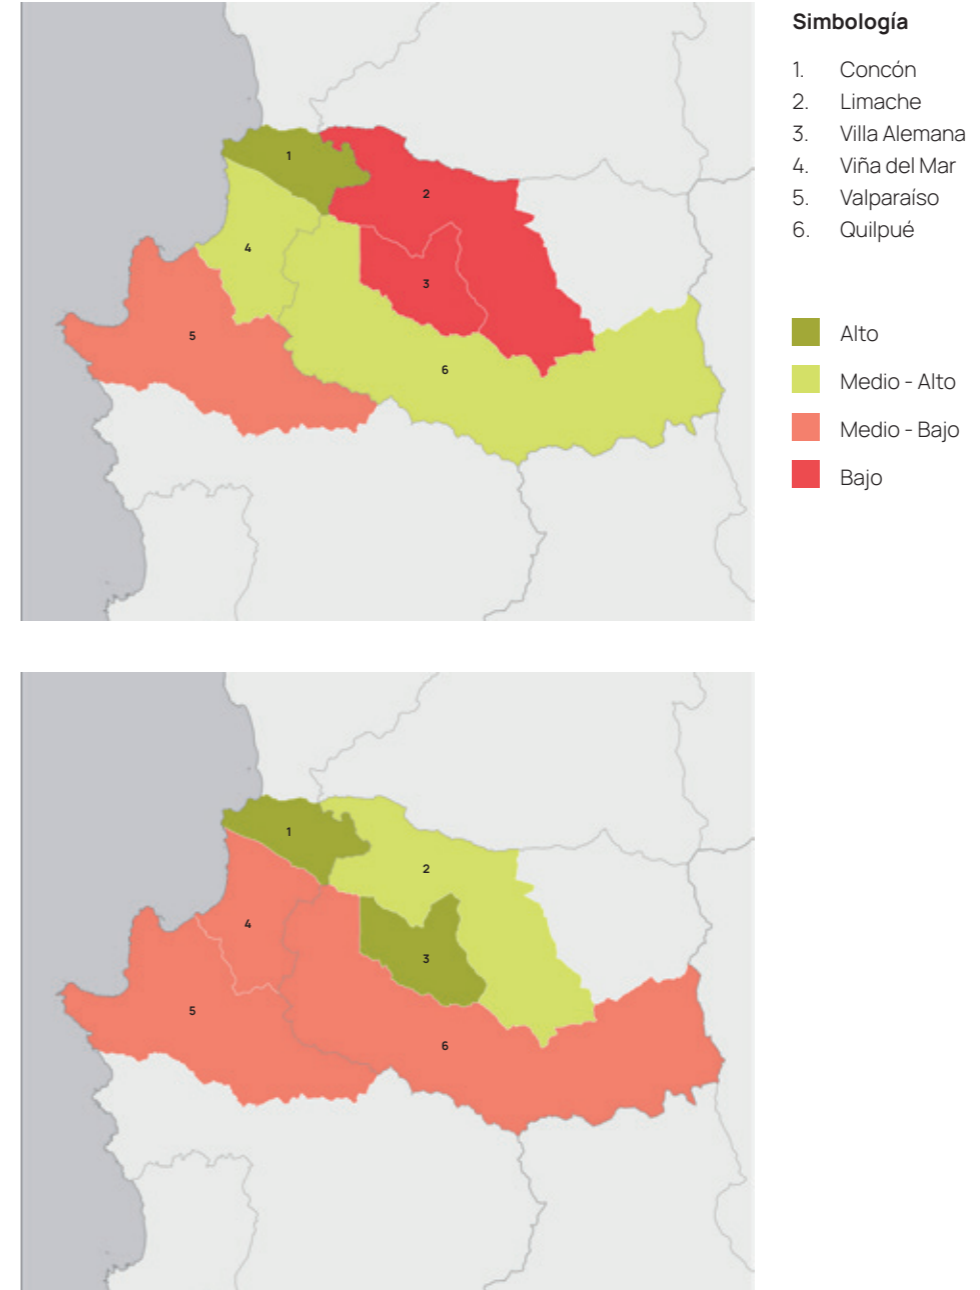 Simbología
1. Concón
2. Limache
3. Villa Alemana
4. Viña del Mar
5. Valparaíso
6. Quilpué
Alto
Medio - Alto
Medio - Bajo
Bajo
1
2
3
4
5
6
1
2
3
4
5
6